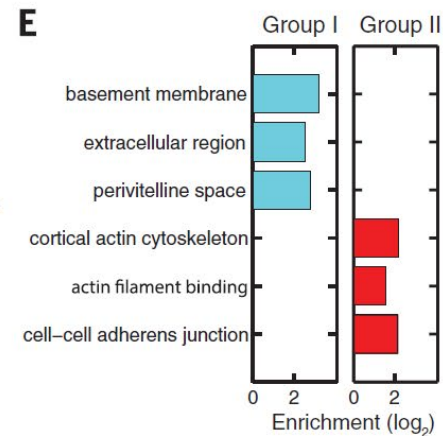 E
Group I Group II
basement membrane
extracellular region
perivitelline space
cortical actin cytoskeleton
actin filament binding
cell–cell adherens junction
0 2 0 2
Enrichment (log₂)